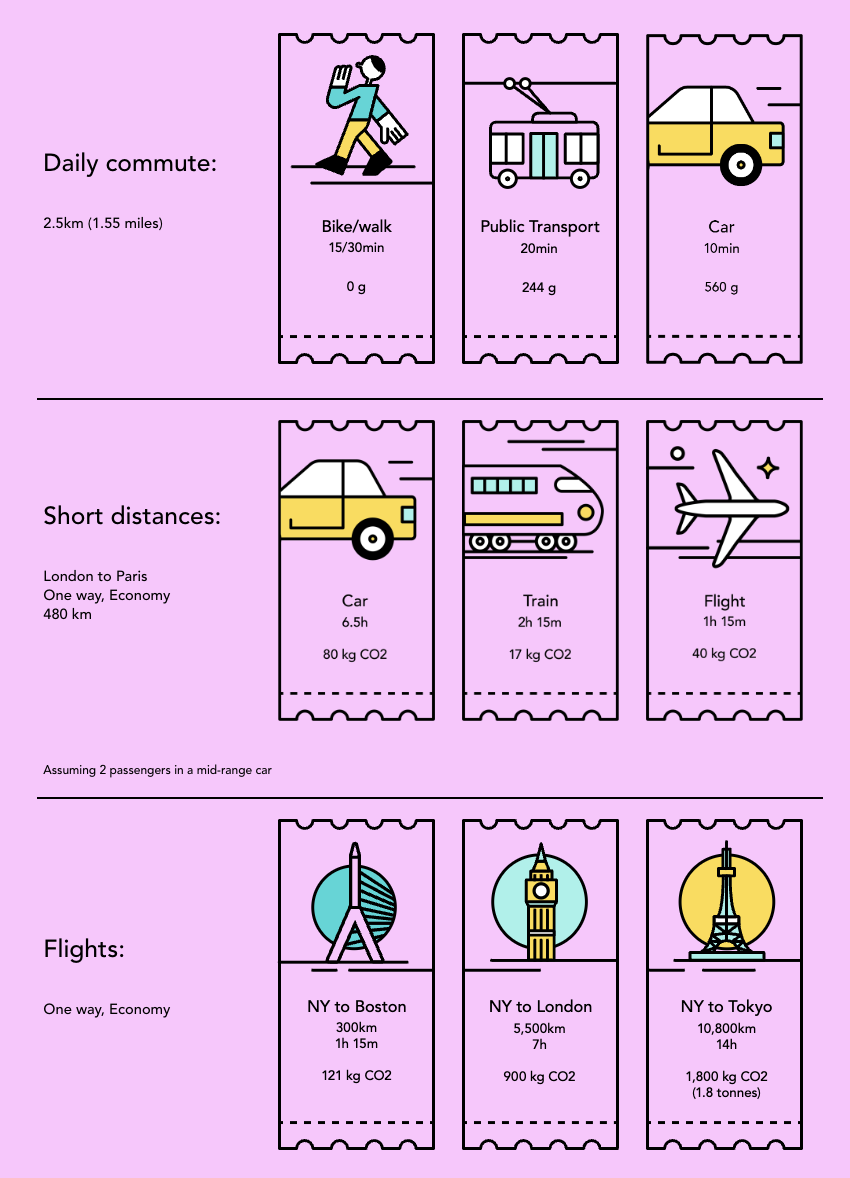 Daily commute:
2.5km (1.55 miles)
Bike/walk
15/30min
0 g
Public Transport
20min
244 g
Car
10min
560 g
Short distances:
London to Paris
One way, Economy
480 km
Car
6.5h
80 kg CO2
Train
2h 15m
17 kg CO2
Flight
1h 15m
40 kg CO2
Assuming 2 passengers in a mid-range car
Flights:
One way, Economy
NY to Boston
300km
1h 15m
121 kg CO2
NY to London
5,500km
7h
900 kg CO2
NY to Tokyo
10,800km
14h
1,800 kg CO2
(1.8 tonnes)